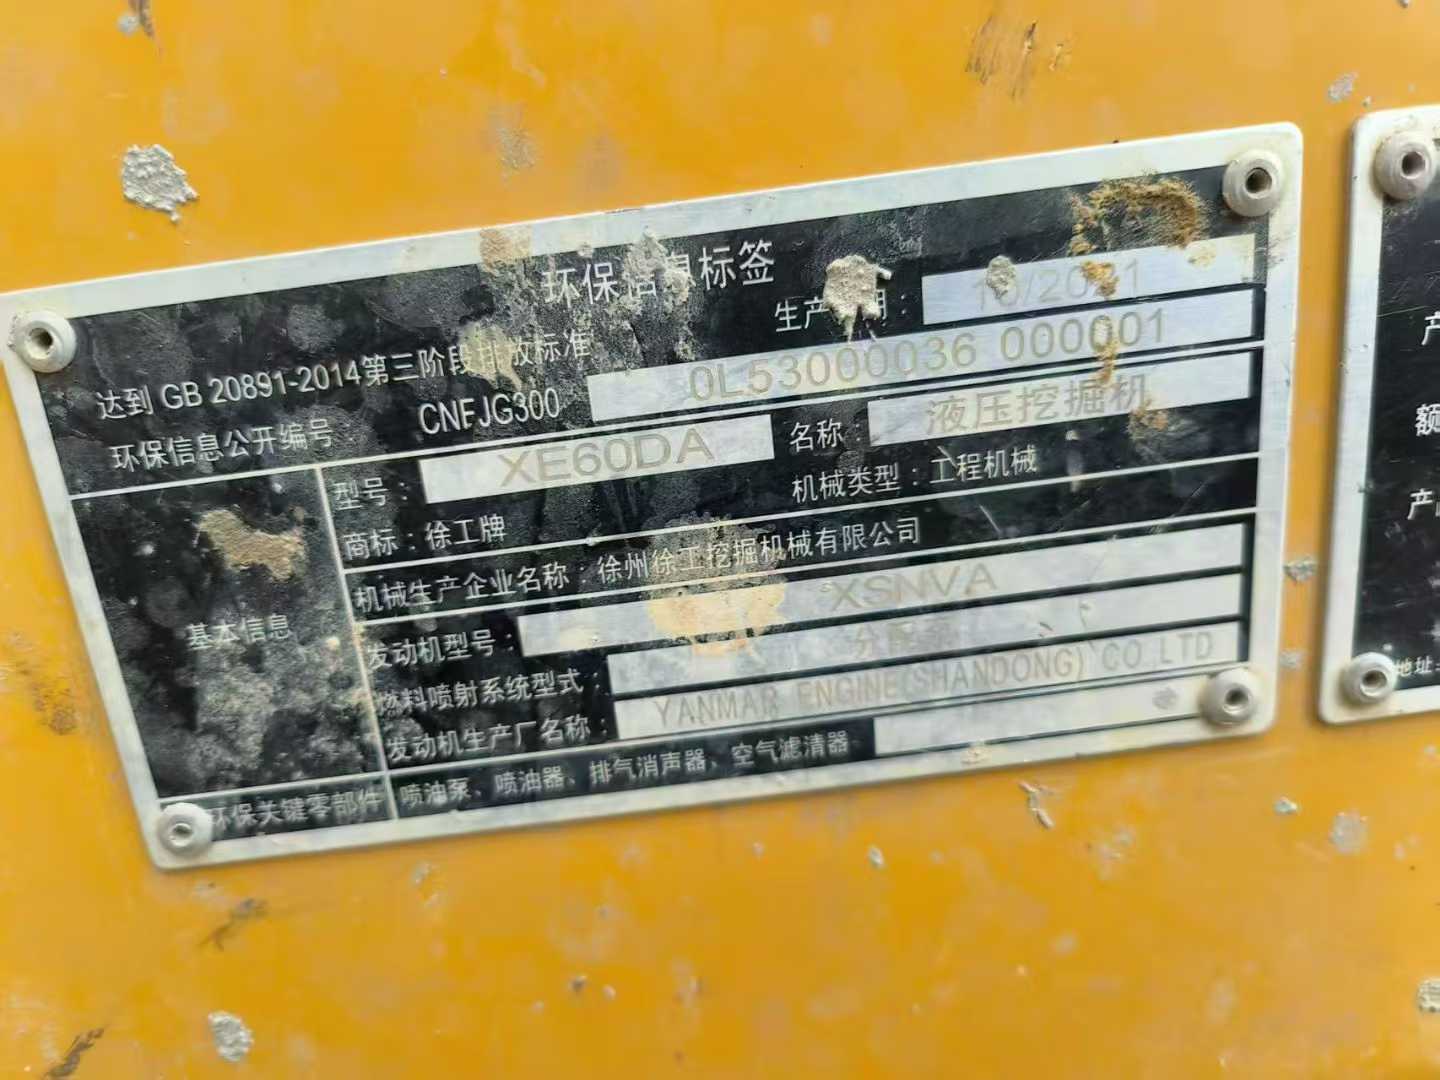 环保信息标签
生产日期： 10/2021
达到 GB 20891-2014第三阶段排放标准
环保信息公开编号： CNFJG300 0L53000036 000001
型号： XE60DA 名称： 液压挖掘机
商标：徐工牌 机械类型：工程机械
机械生产企业名称：徐州徐工挖掘机械有限公司
基本信息
发动机型号： XSNVA
燃料喷射系统型式： 分配泵
发动机生产厂名称： YANMAR ENGINE(SHANDONG) CO LTD
环保关键零部件 喷油泵、喷油器、排气消声器、空气滤清器
产
额
产
地址: